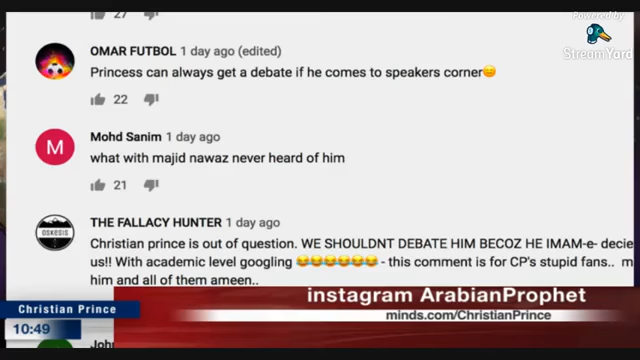 27
Powered by
StreamYard
OMAR FUTBOL 1 day ago (edited)
Princess can always get a debate if he comes to speakers corner😊
22
M
Mohd Sanim 1 day ago
what with majid nawaz never heard of him
21
OSKESIS
THE FALLACY HUNTER 1 day ago
Christian prince is out of question. WE SHOULDNT DEBATE HIM BECOZ HE IMAM-e- decie
us!! With academic level googling 😂😂😂😂😂😂 - this comment is for CP's stupid fans.. m
him and all of them ameen..
instagram ArabianProphet
Christian Prince
minds.com/ChristianPrince
10:49